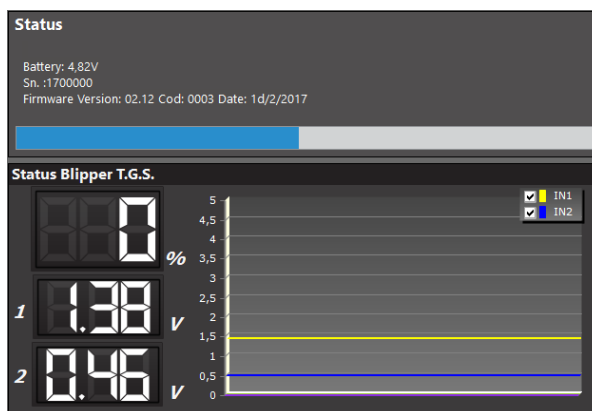 Status
Battery: 4,82V
Sn. :1700000
Firmware Version: 02.12 Cod: 0003 Date: 1d/2/2017
Status Blipper T.G.S.
0 %
1 1.38 V
2 0.46 V
5
4,5
4
3,5
3
2,5
2
1,5
1
0,5
0
IN1
IN2